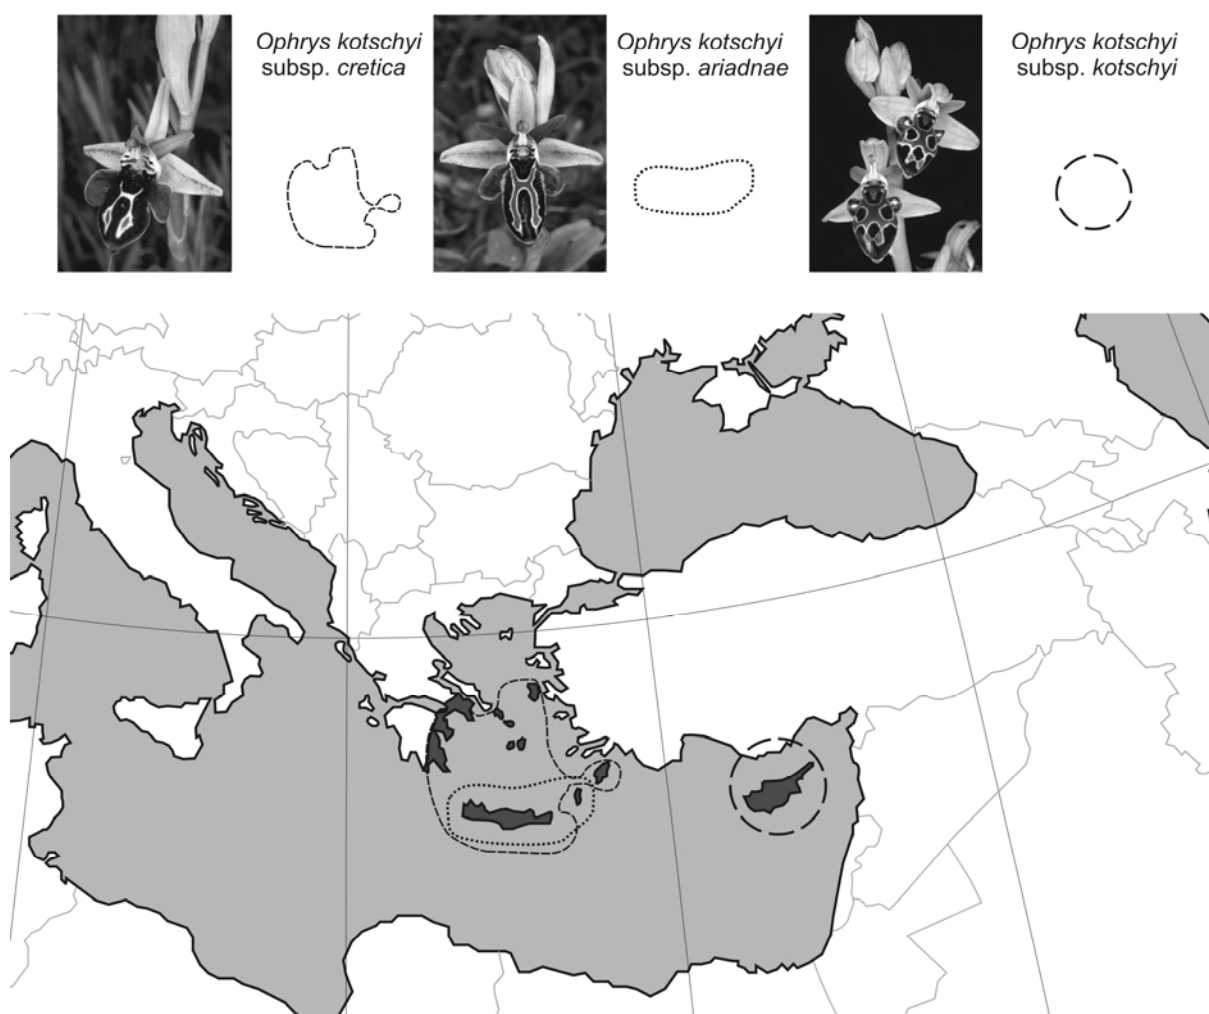 Ophrys kotschyi
subsp. cretica
Ophrys kotschyi
subsp. ariadnae
Ophrys kotschyi
subsp. kotschyi